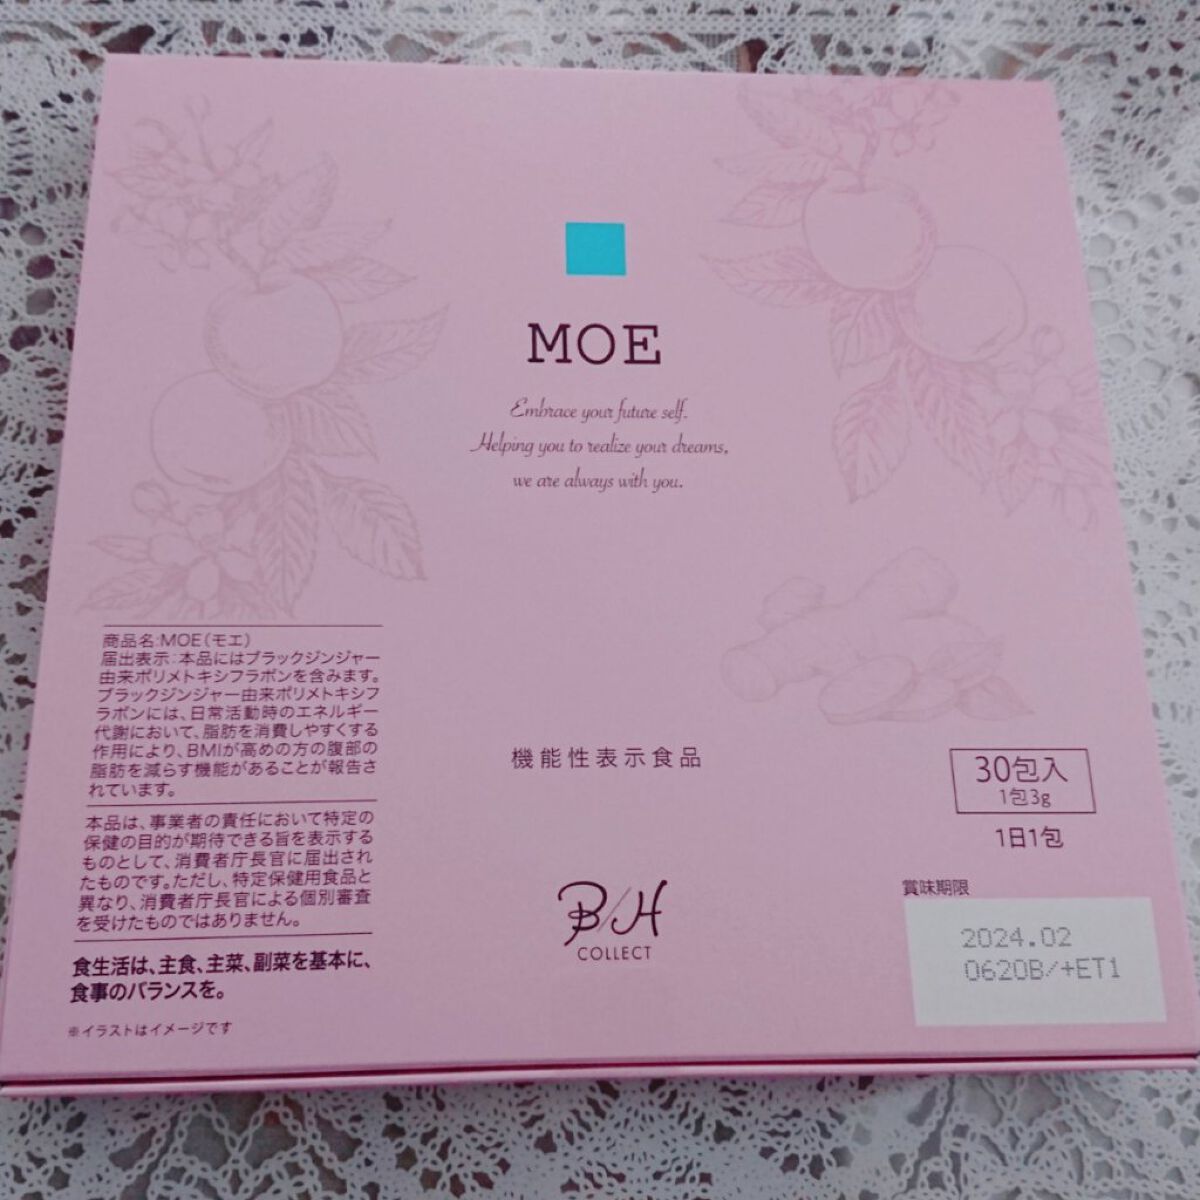 MOE
Embrace your future self.
Helping you to realize your dreams,
we are always with you.
商品名:MOE(モエ)
届出表示:本品にはブラックジンジャー
由来ポリメトキシフラボンを含みます。
ブラックジンジャー由来ポリメトキシフ
ラボンには、日常活動時のエネルギー
代謝において、脂肪を消費しやすくする
作用により、BMIが高めの方の腹部の
脂肪を減らす機能があることが報告さ
れています。
本品は、事業者の責任において特定の
保健の目的が期待できる旨を表示する
ものとして、消費者庁長官に届出され
たものです。ただし、特定保健用食品と
異なり、消費者庁長官による個別審査
を受けたものではありません。
食生活は、主食、主菜、副菜を基本に、
食事のバランスを。
※イラストはイメージです
機能性表示食品
B/H
COLLECT
30包入
1包3g
1日1包
賞味期限
2024.02
0620B/+ET1